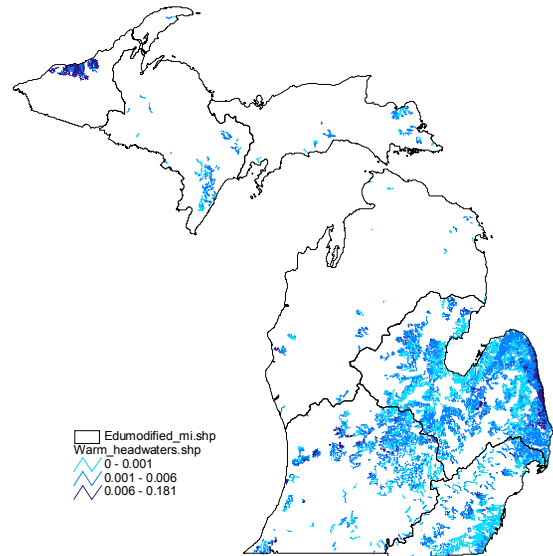 Edumodified_mi.shp
Warm_headwaters.shp
0 - 0.001
0.001 - 0.006
0.006 - 0.181